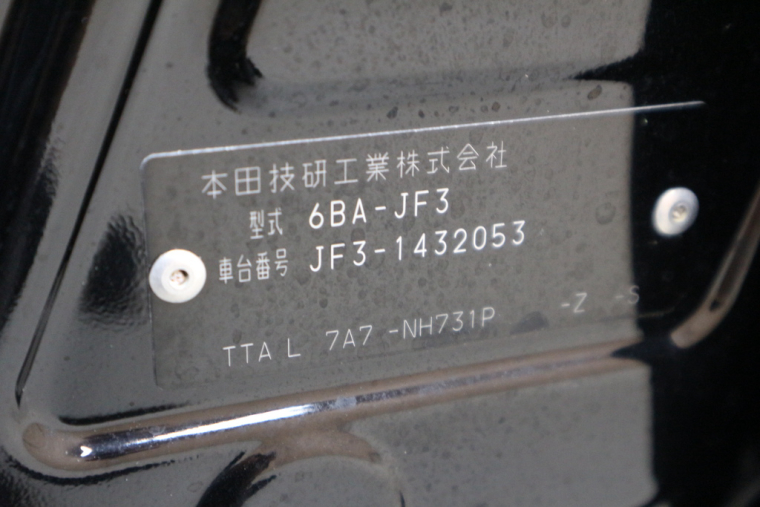 本田技研工業株式会社
型式 6BA-JF3
車台番号 JF3-1432053
TTA L 7A7 -NH731P -Z -S